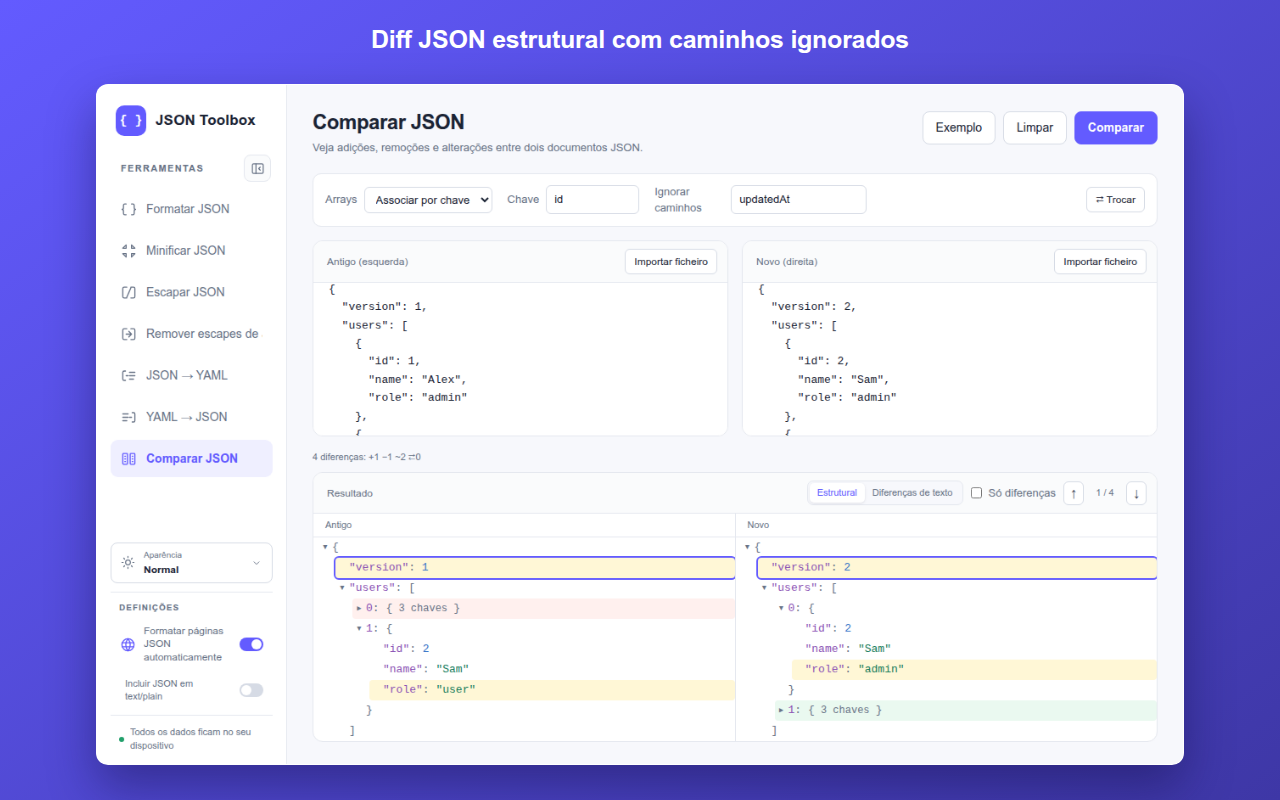 Diff JSON estrutural com caminhos ignorados
{ } JSON Toolbox
FERRAMENTAS
Formatar JSON
Minificar JSON
Escapar JSON
Remover escapes de
JSON → YAML
YAML → JSON
Comparar JSON
Aparência
Normal
DEFINIÇÕES
Formatar páginas
JSON
automaticamente
Incluir JSON em
text/plain
Todos os dados ficam no seu
dispositivo
Comparar JSON
Veja adições, remoções e alterações entre dois documentos JSON.
Exemplo Limpar Comparar
Arrays Associar por chave Chave id Ignorar caminhos updatedAt ⇄ Trocar
Antigo (esquerda) Importar ficheiro
{
"version": 1,
"users": [
{
"id": 1,
"name": "Alex",
"role": "admin"
},
{
Novo (direita) Importar ficheiro
{
"version": 2,
"users": [
{
"id": 2,
"name": "Sam",
"role": "admin"
},
{
4 diferenças: +1 −1 ~2 ⇄0
Resultado Estrutural Diferenças de texto Só diferenças ↑ 1 / 4 ↓
Antigo
▾ {
"version": 1
▾ "users": [
▸ 0: { 3 chaves }
▾ 1: {
"id": 2
"name": "Sam"
"role": "user"
}
]
Novo
▾ {
"version": 2
▾ "users": [
▾ 0: {
"id": 2
"name": "Sam"
"role": "admin"
}
▸ 1: { 3 chaves }
]